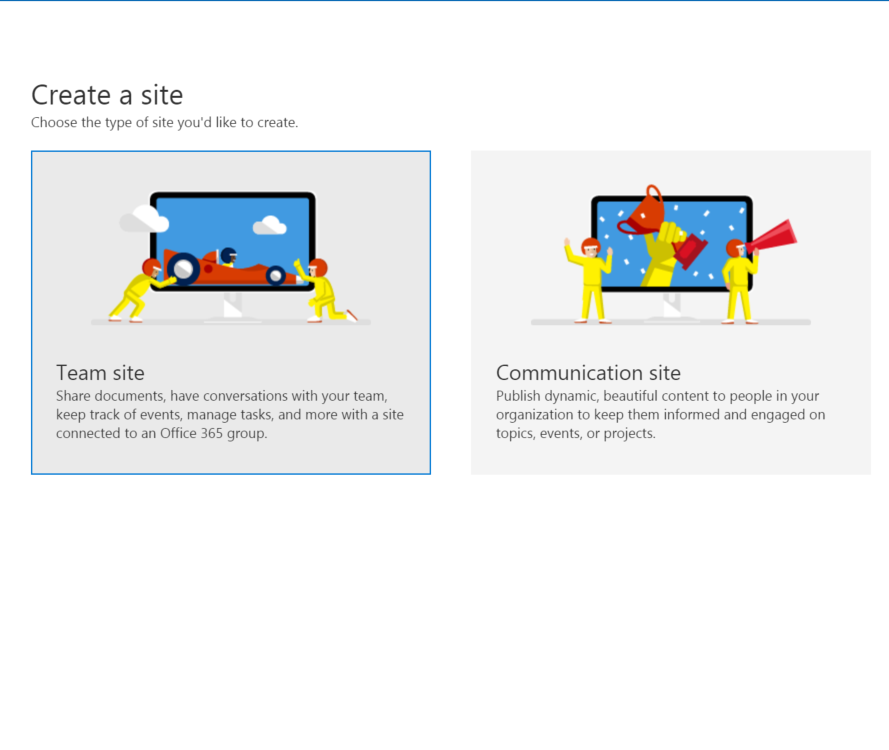 Create a site
Choose the type of site you'd like to create.
Team site
Share documents, have conversations with your team,
keep track of events, manage tasks, and more with a site
connected to an Office 365 group.
Communication site
Publish dynamic, beautiful content to people in your
organization to keep them informed and engaged on
topics, events, or projects.